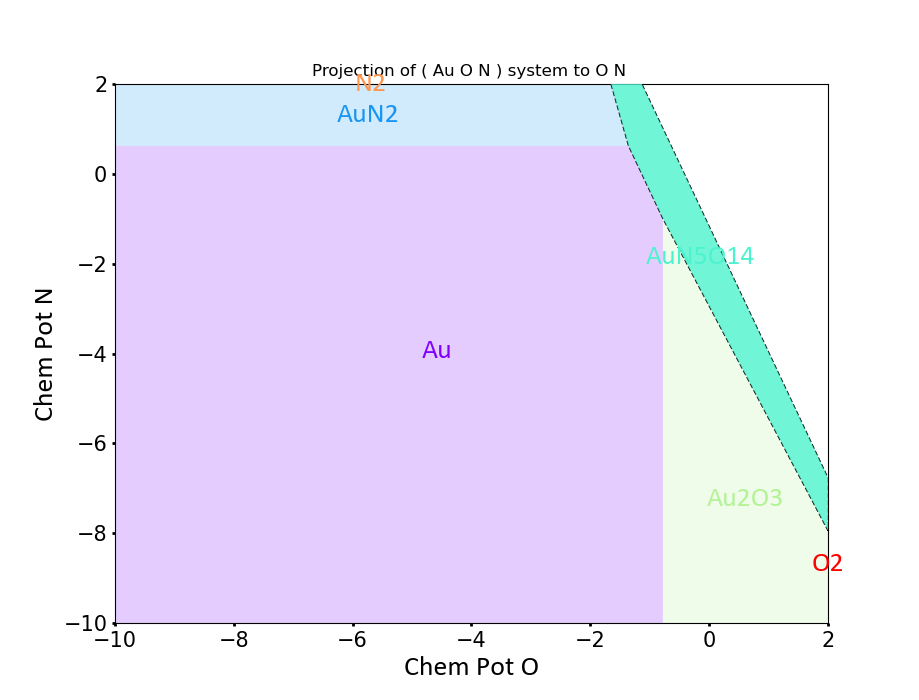 Projection of ( Au O N ) system to O N
N2
AuN2
AuN5O14
Au
Au2O3
O2
Chem Pot N
2
0
−2
−4
−6
−8
−10
−10 −8 −6 −4 −2 0 2
Chem Pot O